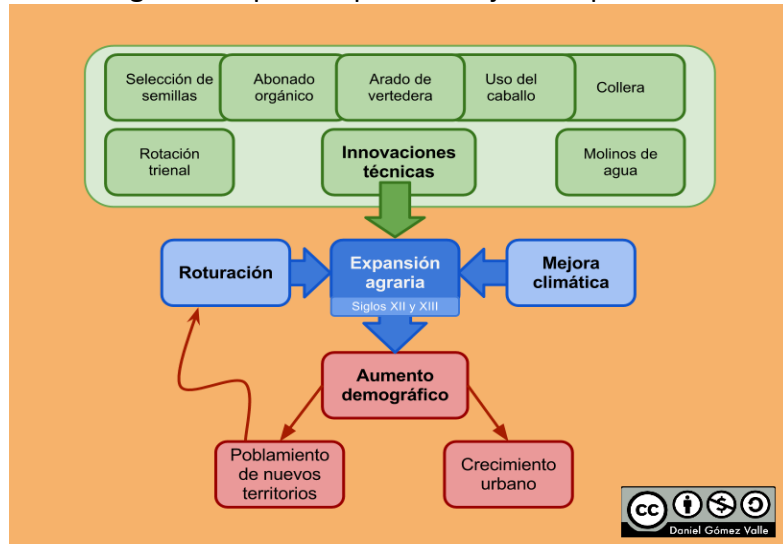 Selección de
semillas
Abonado
orgánico
Arado de
vertedera
Uso del
caballo
Collera
Rotación
trienal
Innovaciones
técnicas
Molinos de
agua
Roturación
Expansión
agraria
Siglos XII y XIII
Mejora
climática
Aumento
demográfico
Poblamiento
de nuevos
territorios
Crecimiento
urbano
cc
Daniel Gómez Valle